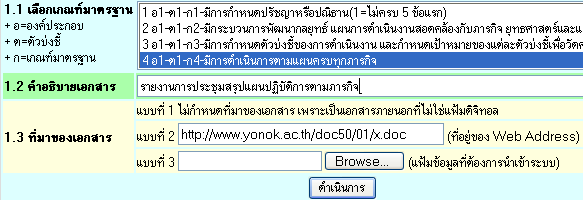 1.1 เลือกเกณฑ์มาตรฐาน
+ อ=องค์ประกอบ
+ ต=ตัวบ่งชี้
+ ก=เกณฑ์มาตรฐาน
1 อ1-ต1-ก1-มีการกำหนดปรัชญาหรือปณิธาน(1=ไม่ครบ 5 ข้อแรก)
2 อ1-ต1-ก2-มีกระบวนการพัฒนากลยุทธ์ แผนการดำเนินงานสอดคล้องกับภารกิจ ยุทธศาสตร์และแ
3 อ1-ต1-ก3-มีการกำหนดตัวบ่งชี้ของการดำเนินงาน และกำหนดเป้าหมายของแต่ละตัวบ่งชี้เพื่อวัดค
4 อ1-ต1-ก4-มีการดำเนินการตามแผนครบทุกภารกิจ
1.2 คำอธิบายเอกสาร
รายงานการประชุมสรุปแผนปฏิบัติการตามภารกิจ
1.3 ที่มาของเอกสาร
แบบที่ 1 ไม่กำหนดที่มาของเอกสาร เพราะเป็นเอกสารภายนอกที่ไม่ใช่แฟ้มดิจิทอล
แบบที่ 2 http://www.yonok.ac.th/doc50/01/x.doc (ที่อยู่ของ Web Address)
แบบที่ 3 Browse... (แฟ้มข้อมูลที่ต้องการนำเข้าระบบ)
ดำเนินการ